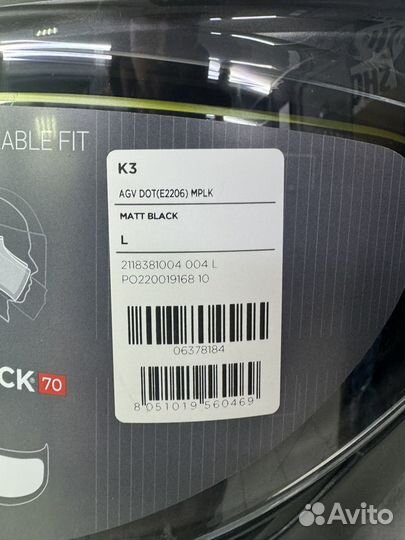 ABLE FIT
K3
AGV DOT(E2206) MPLK
MATT BLACK
L
2118381004 004 L
PO220019168 10
06378184
CK 70
8 051019 560469
Avito